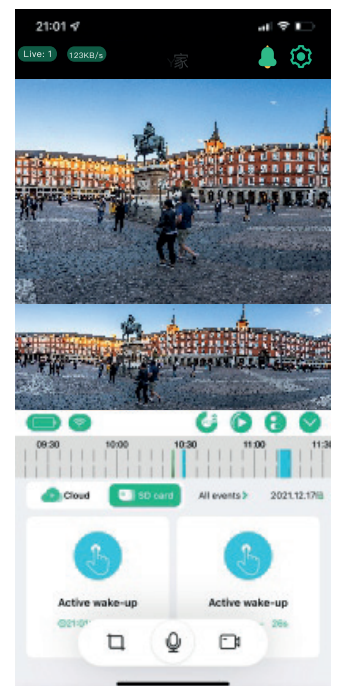 21:01
Live: 1 123KB/s
家
09:30 10:00 10:30 11:00 11:30
Cloud SD card All events> 2021.12.17
Active wake-up Active wake-up
26s